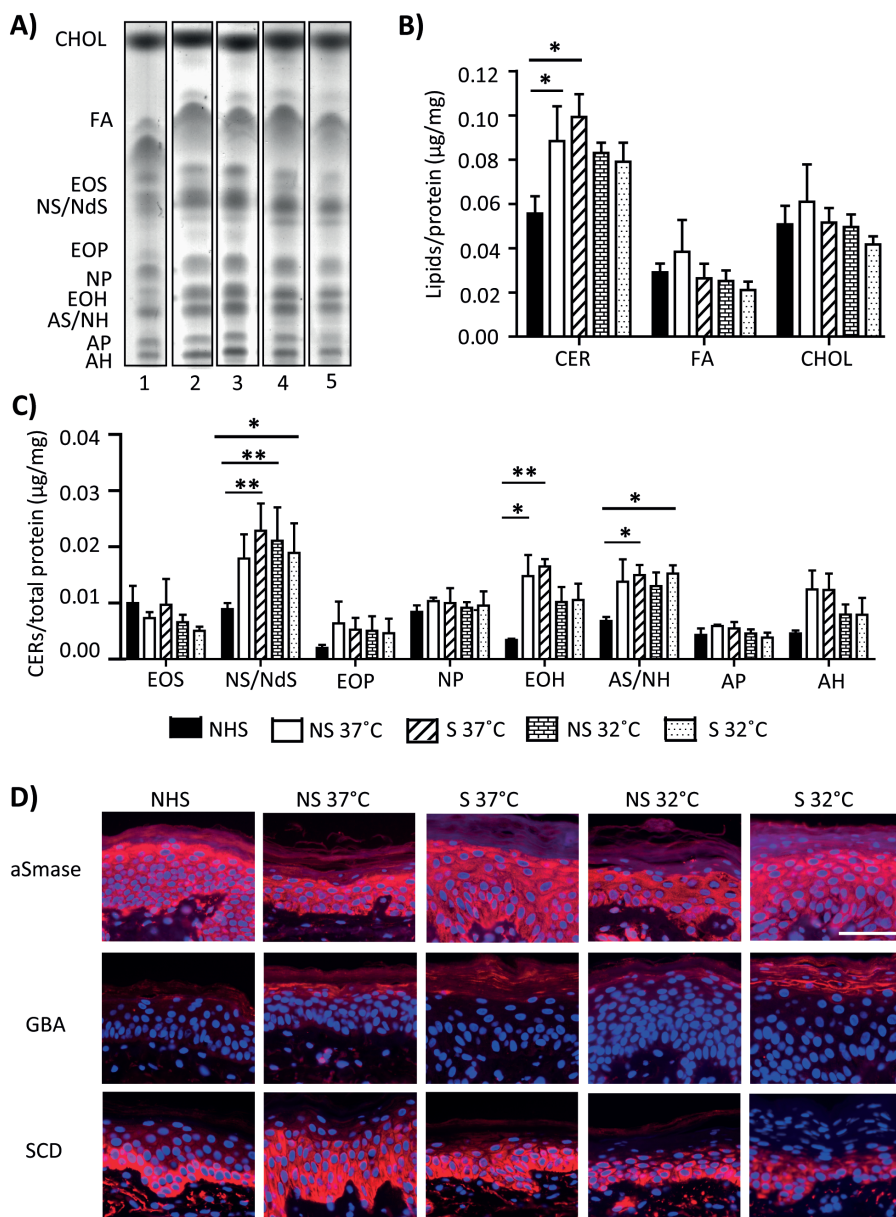 A)
CHOL
FA
EOS
NS/NdS
EOP
NP
EOH
AS/NH
AP
AH
1 2 3 4 5
B)
Lipids/protein (µg/mg)
0.12
0.10
0.08
0.06
0.04
0.02
0.00
*
*
CER FA CHOL
C)
CERs/total protein (µg/mg)
0.04
0.03
0.02
0.01
0.00
*
**
**
**
*
*
*
EOS NS/NdS EOP NP EOH AS/NH AP AH
NHS NS 37°C S 37°C NS 32°C S 32°C
D)
NHS NS 37°C S 37°C NS 32°C S 32°C
aSmase
GBA
SCD